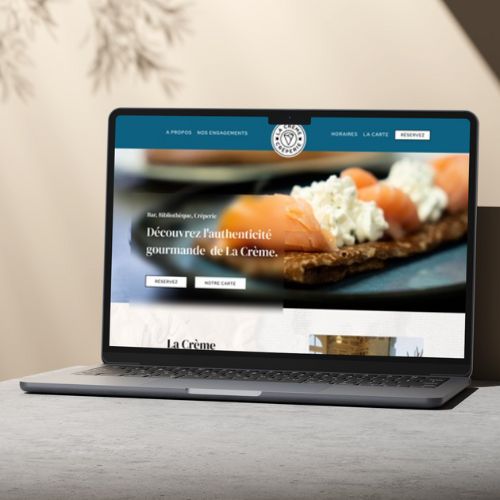 A PROPOS NOS ENGAGEMENTS
LA CRÈME
CRÊPERIE
HORAIRES LA CARTE RÉSERVEZ
Bar, Bibliothèque, Crêperie
Découvrez l'authenticité
gourmande de La Crème.
RÉSERVEZ NOTRE CARTE
La Crème